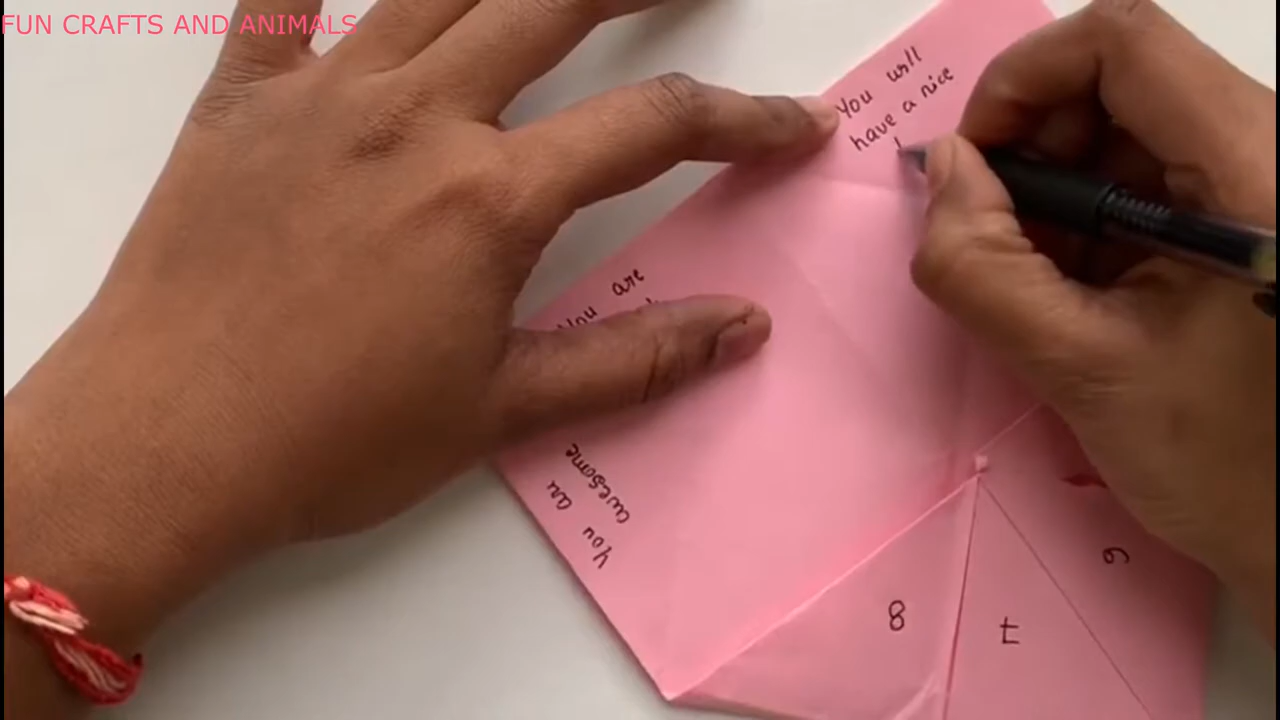 FUN CRAFTS AND ANIMALS
You will
have a nice
You are
You are
awesome
8
7
6